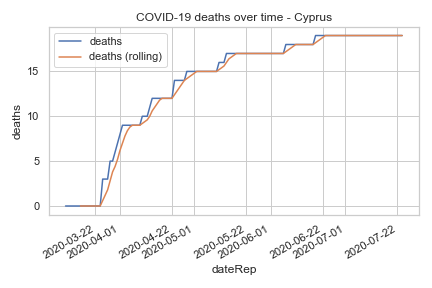 COVID-19 deaths over time - Cyprus
deaths
deaths (rolling)
deaths
15
10
5
0
2020-03-22
2020-04-01
2020-04-22
2020-05-01
2020-05-22
2020-06-01
2020-06-22
2020-07-01
2020-07-22
dateRep